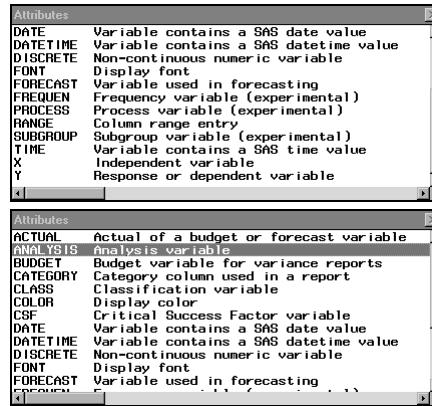 Attributes
DATE Variable contains a SAS date value
DATETIME Variable contains a SAS datetime value
DISCRETE Non-continuous numeric variable
FONT Display font
FORECAST Variable used in forecasting
FREQUEN Frequency variable (experimental)
PROCESS Process variable (experimental)
RANGE Column range entry
SUBGROUP Subgroup variable (experimental)
TIME Variable contains a SAS time value
X Independent variable
Y Response or dependent variable
Attributes
ACTUAL Actual of a budget or forecast variable
ANALYSIS Analysis variable
BUDGET Budget variable for variance reports
CATEGORY Category column used in a report
CLASS Classification variable
COLOR Display color
CSF Critical Success Factor variable
DATE Variable contains a SAS date value
DATETIME Variable contains a SAS datetime value
DISCRETE Non-continuous numeric variable
FONT Display font
FORECAST Variable used in forecasting